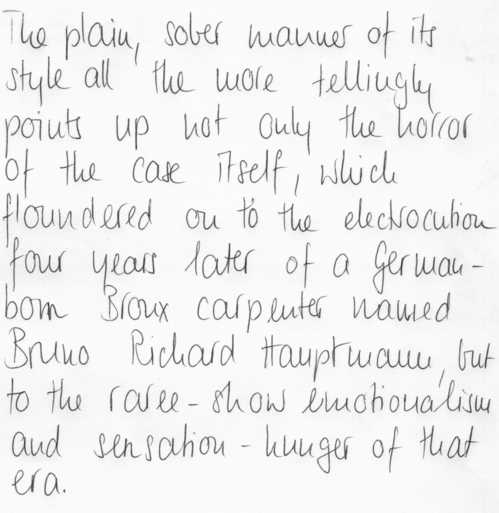 The plain, sober manner of its
style all the more tellingly
points up not only the horror
of the case itself, which
floundered on to the electrocution
four years later of a German-
born Bronx carpenter named
Bruno Richard Hauptmann, but
to the raree-show emotionalism
and sensation-hunger of that
era.